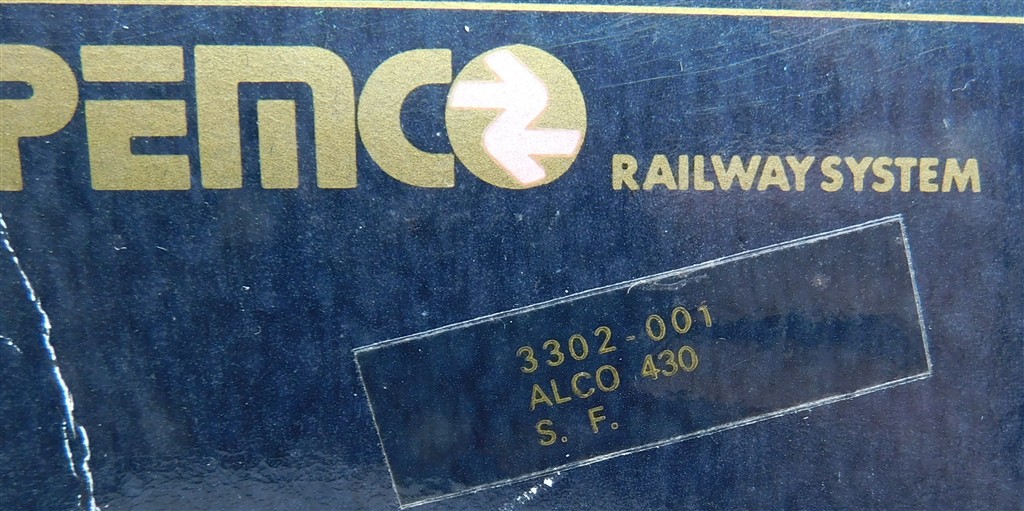 PEMCO
RAILWAY SYSTEM
3302-001
ALCO 430
S. F.